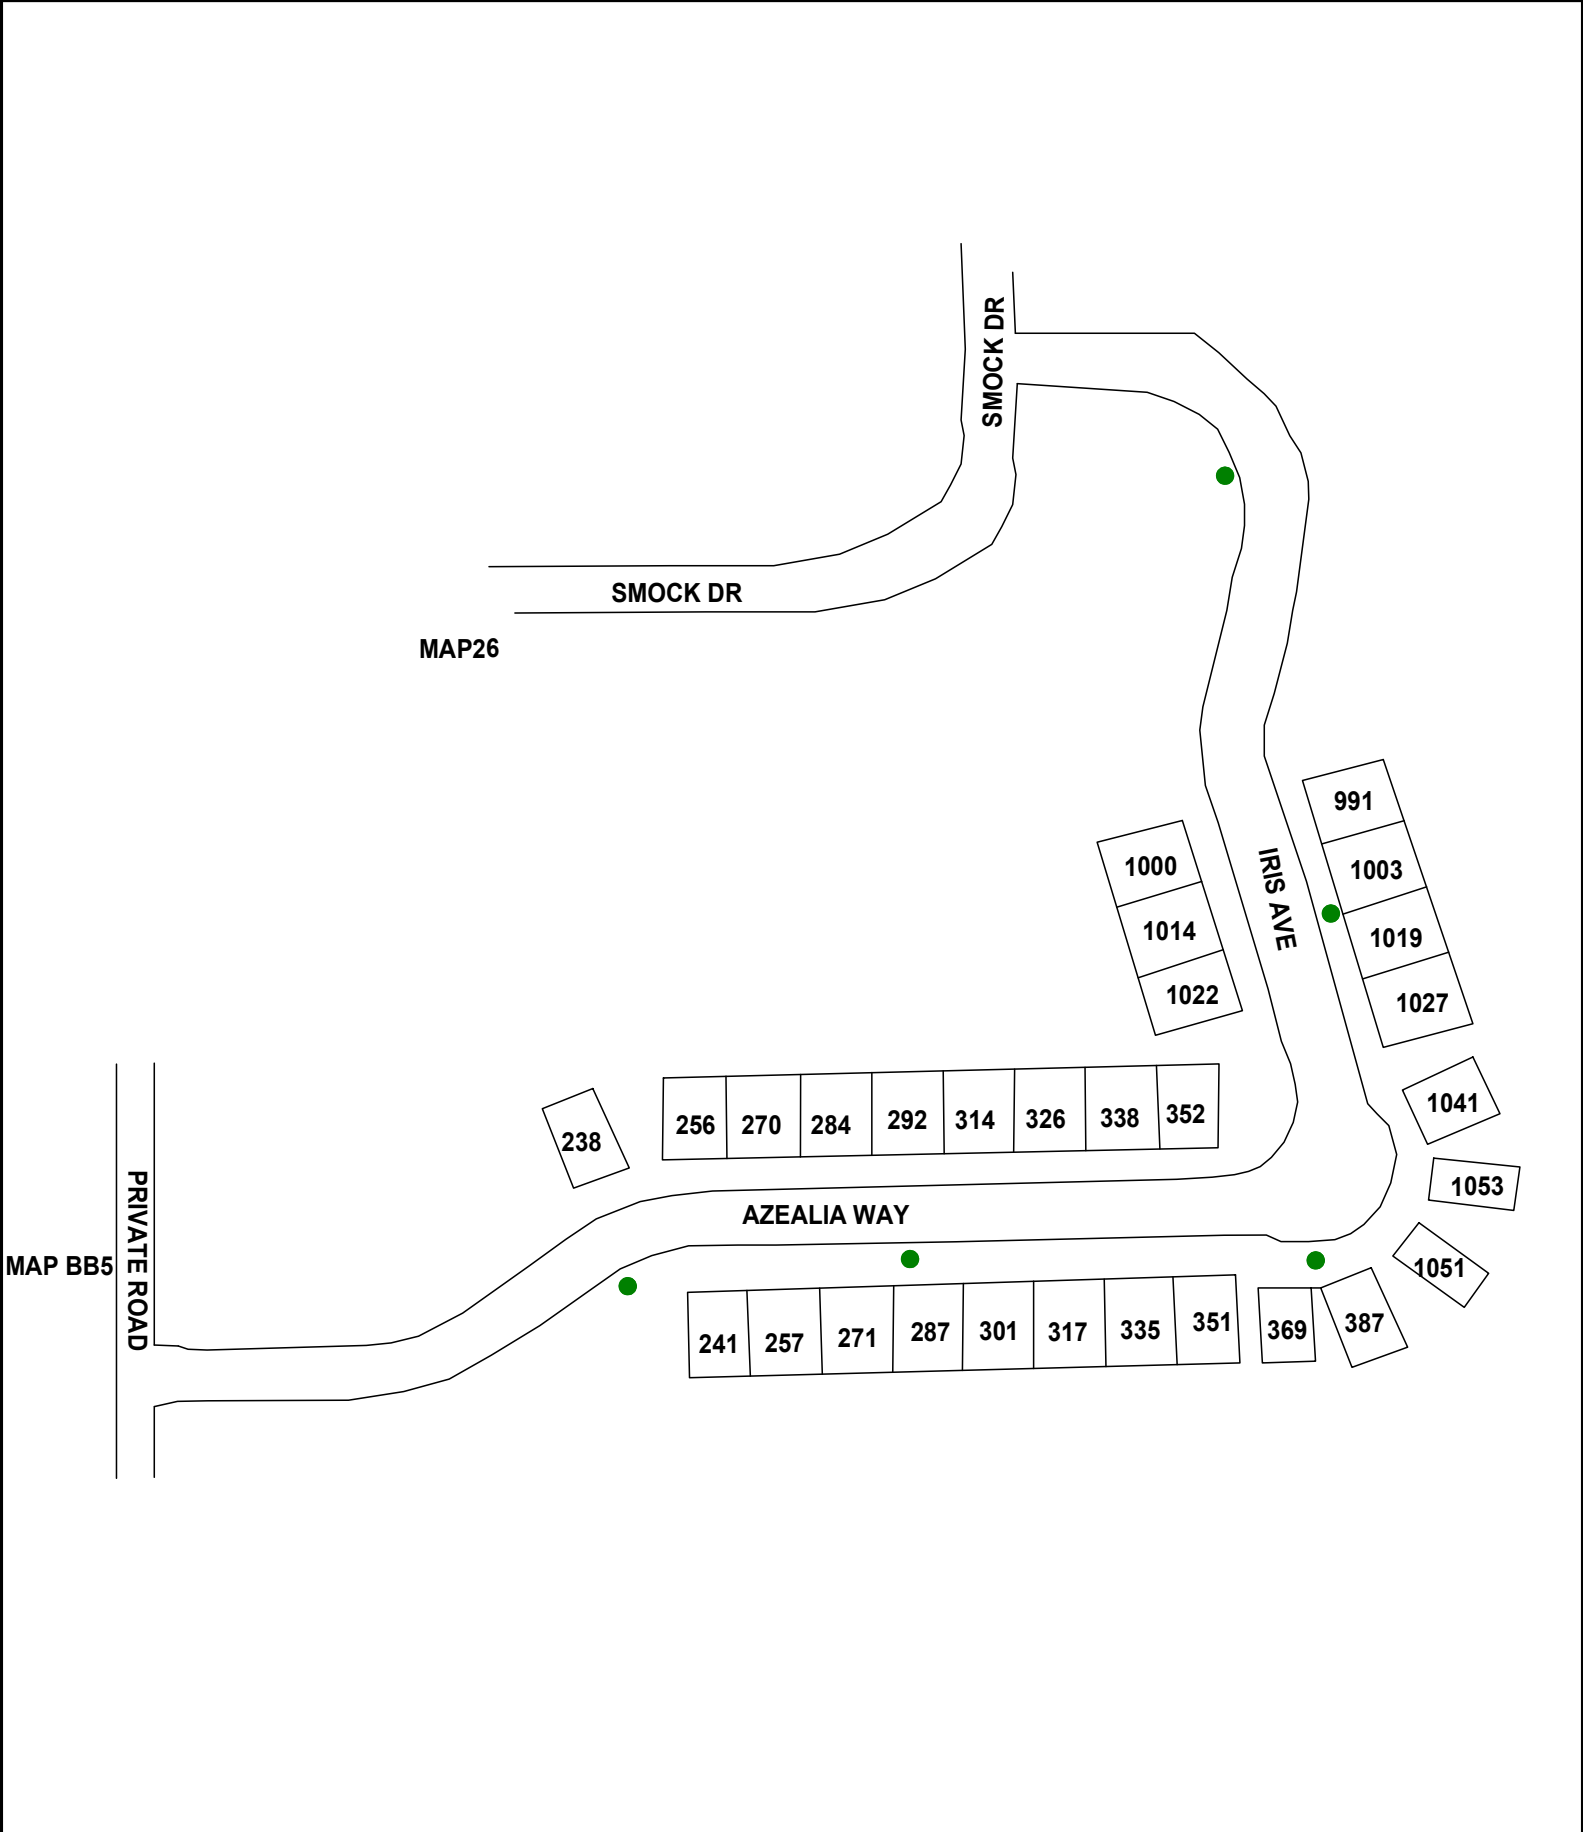 SMOCK DR
SMOCK DR
MAP26
991
1000
1003
IRIS AVE
1014
1019
1022
1027
1041
256 270 284 292 314 326 338 352
238
1053
PRIVATE ROAD
AZEALIA WAY
MAP BB5
1051
241 257 271 287 301 317 335 351 369 387